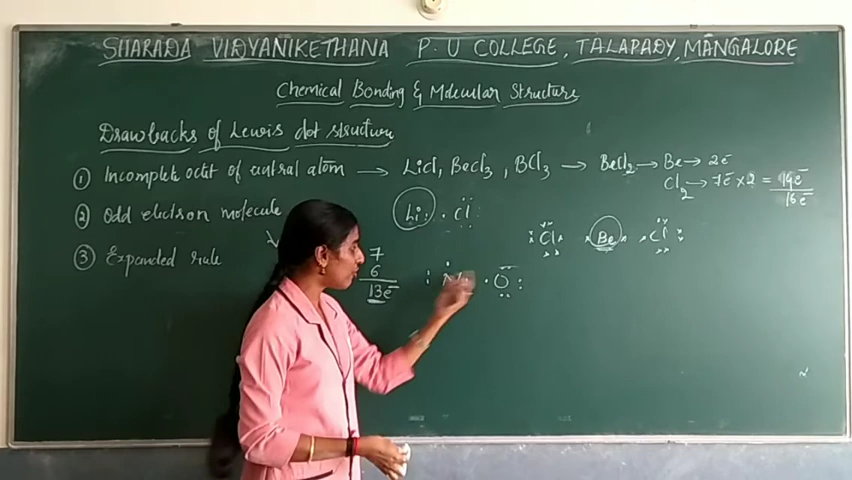 SHARADA VIDYANIKETHANA P. U COLLEGE, TALAPADY, MANGALORE
Chemical Bonding & Molecular Structure
Drawbacks of Lewis dot structure
① Incomplete octet of central atom → LiCl, BeCl3, BCl3 → BeCl2 → Be → 2e̅
Cl2 → 7e̅ × 2 = 14e̅
16e̅
② Odd electron molecule
Li: · Cl
Cl Be Cl
③ Expanded rule
7
6
13e̅
O